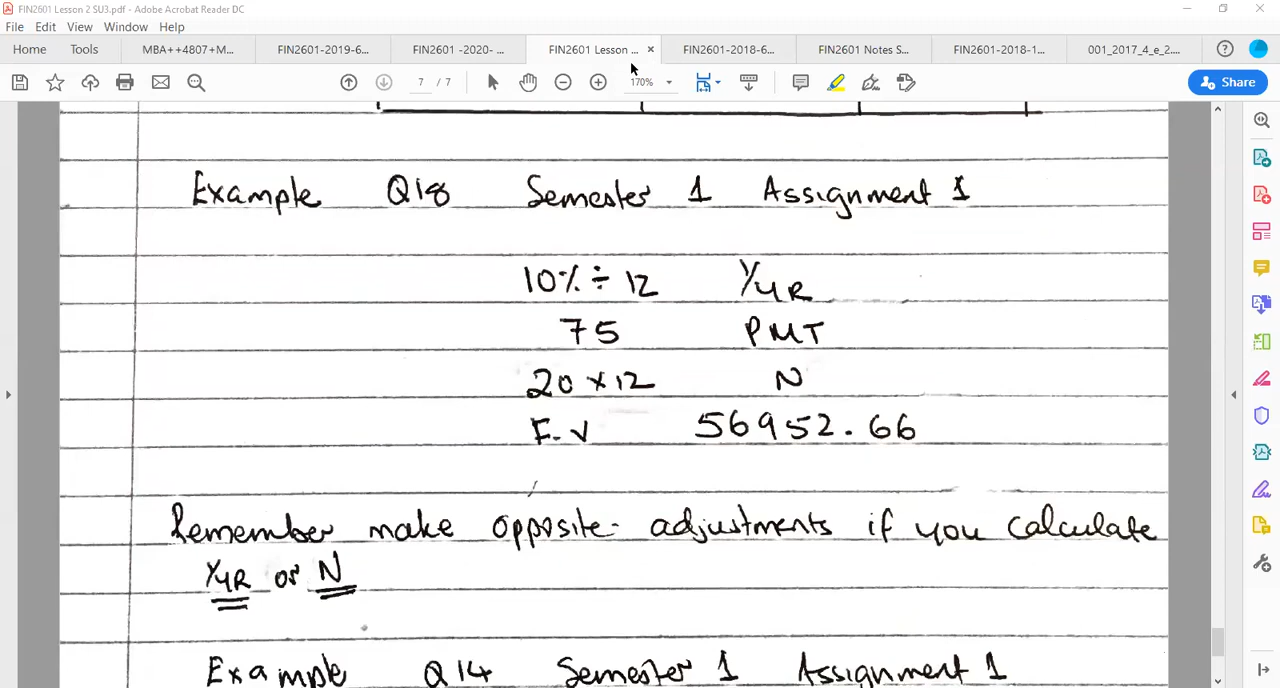 FIN2601 Lesson 2 SU3.pdf - Adobe Acrobat Reader DC
File Edit View Window Help
Home Tools MBA++4807+M... FIN2601-2019-6... FIN2601 -2020- ... FIN2601 Lesson ... × FIN2601-2018-6... FIN2601 Notes S... FIN2601-2018-1... 001_2017_4_e_2....
7 / 7 170% Share
Example Q18 Semester 1 Assignment 1
10% ÷ 12 I/YR
75 PMT
20 × 12 N
F.V 56952.66
Remember make opposite adjustments if you calculate
I/YR or N
Example Q14 Semester 1 Assignment 1